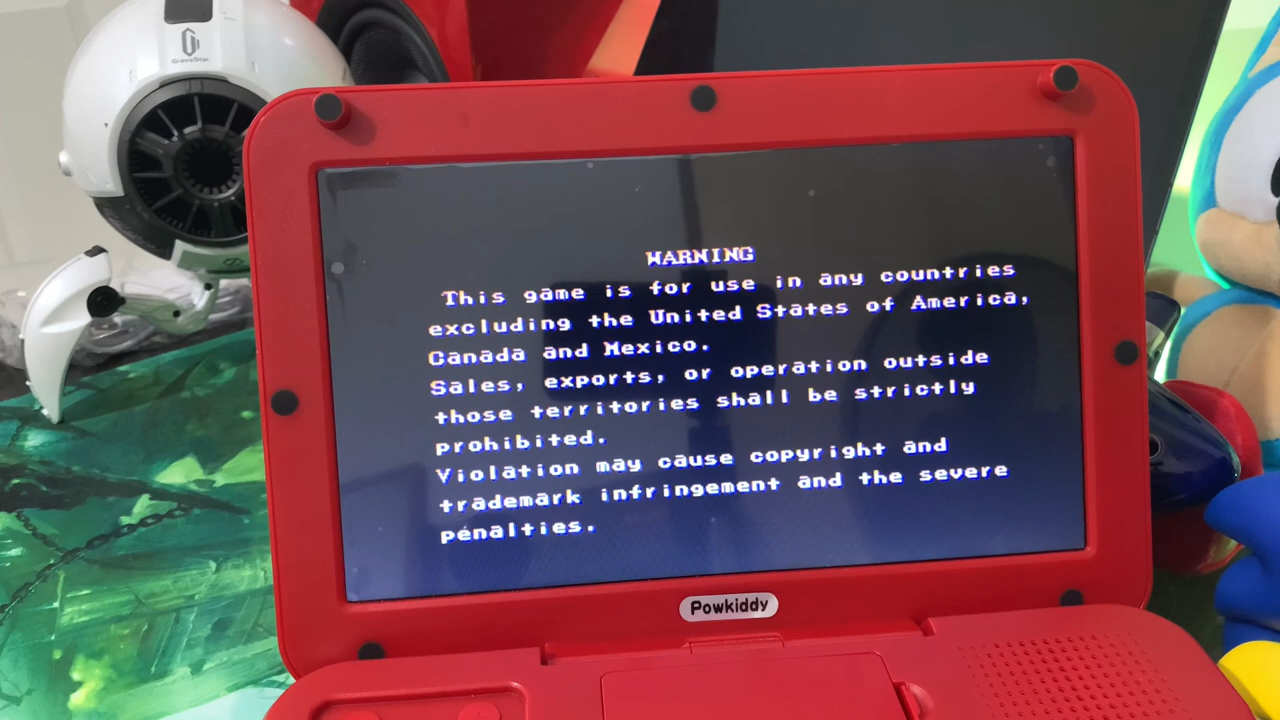 GravaStar
WARNING
This game is for use in any countries
excluding the United States of America,
Canada and Mexico.
Sales, exports, or operation outside
those territories shall be strictly
prohibited.
Violation may cause copyright and
trademark infringement and the severe
penalties.
Powkiddy